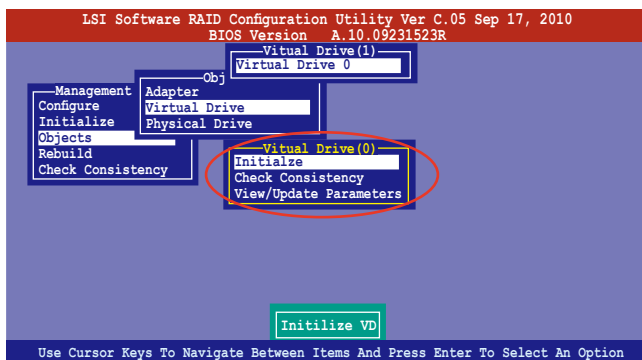 LSI Software RAID Configuration Utility Ver C.05 Sep 17, 2010
BIOS Version A.10.09231523R
Vitual Drive(1)
Virtual Drive 0
Obj
Adapter
Virtual Drive
Physical Drive
Management
Configure
Initialize
Objects
Rebuild
Check Consistency
Vitual Drive(0)
Initialze
Check Consistency
View/Update Parameters
Initilize VD
Use Cursor Keys To Navigate Between Items And Press Enter To Select An Option